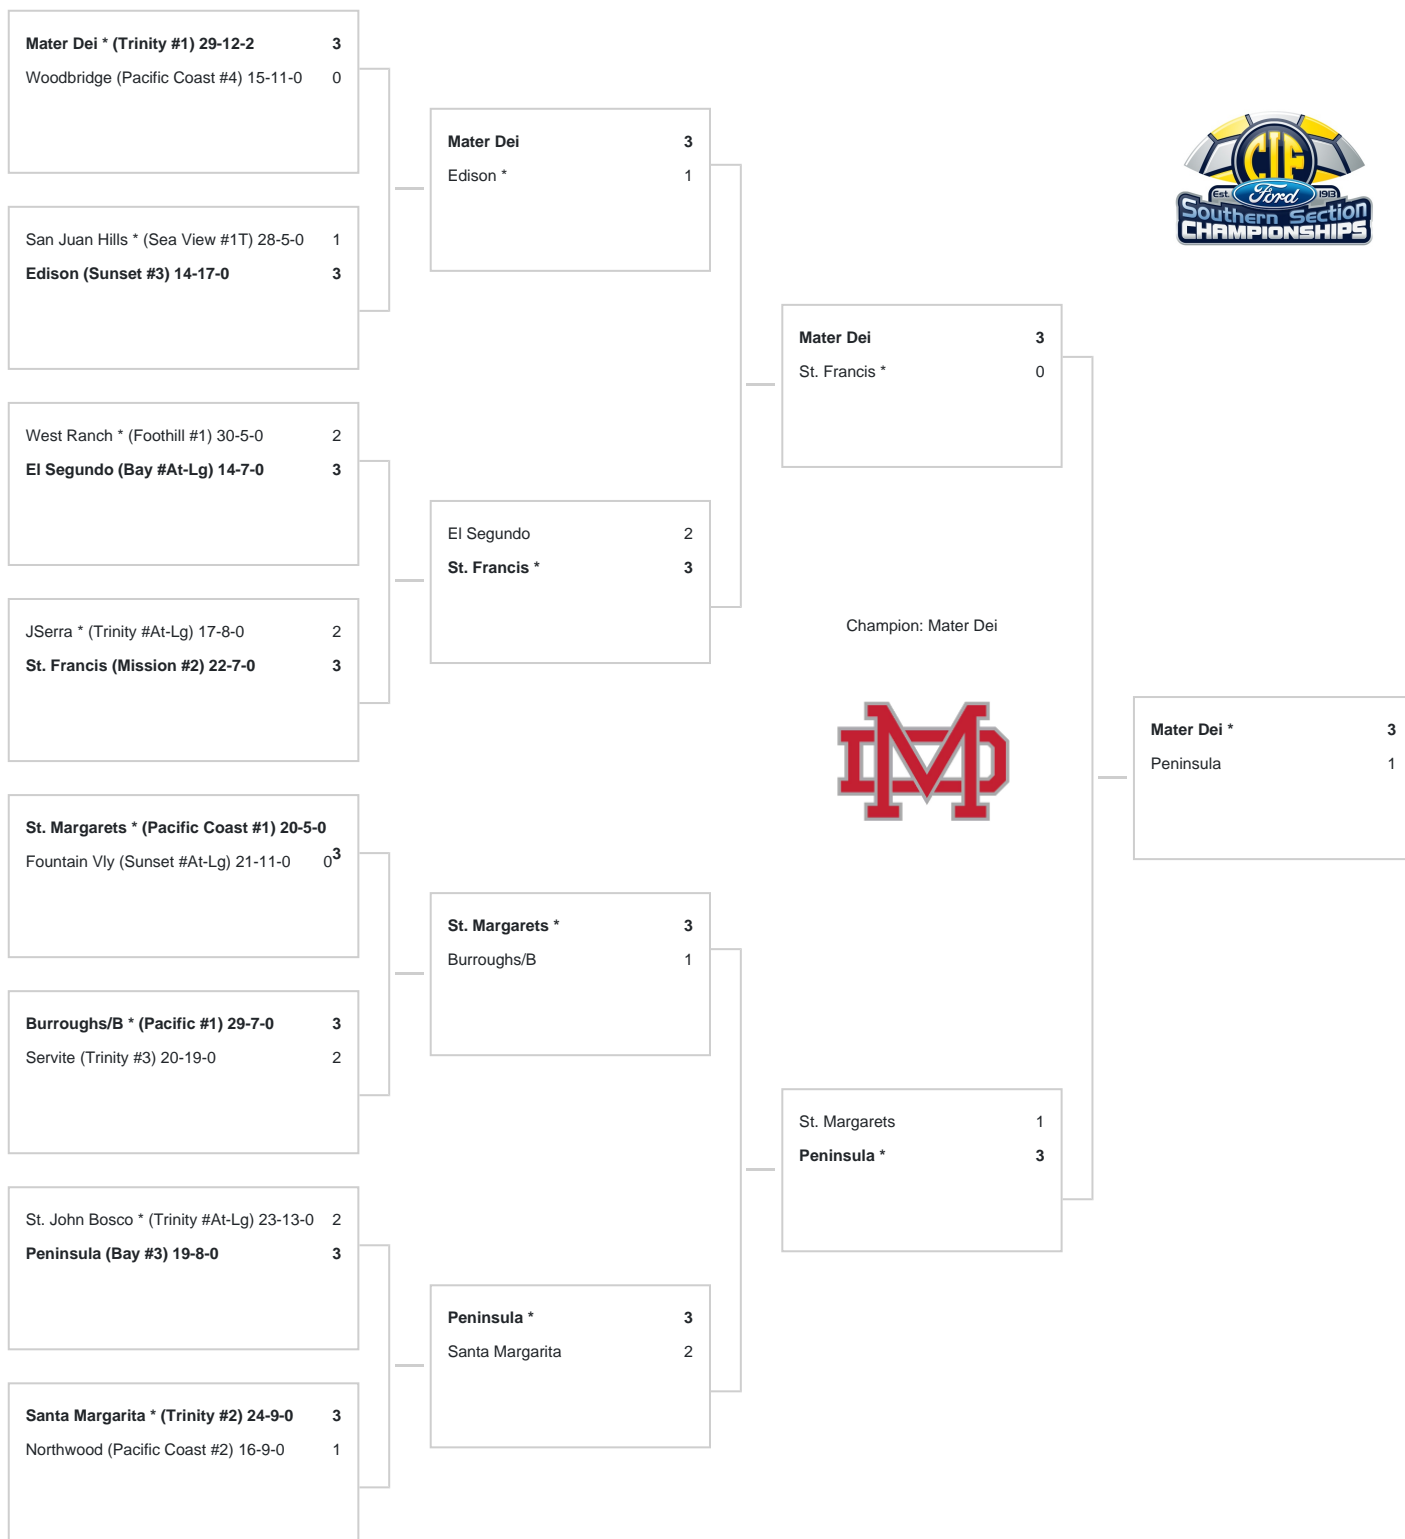 Mater Dei * (Trinity #1) 29-12-2 3
Woodbridge (Pacific Coast #4) 15-11-0 0
San Juan Hills * (Sea View #1T) 28-5-0 1
Edison (Sunset #3) 14-17-0 3
West Ranch * (Foothill #1) 30-5-0 2
El Segundo (Bay #At-Lg) 14-7-0 3
JSerra * (Trinity #At-Lg) 17-8-0 2
St. Francis (Mission #2) 22-7-0 3
St. Margarets * (Pacific Coast #1) 20-5-0
3
Fountain Vly (Sunset #At-Lg) 21-11-0 0
Burroughs/B * (Pacific #1) 29-7-0 3
Servite (Trinity #3) 20-19-0 2
St. John Bosco * (Trinity #At-Lg) 23-13-0 2
Peninsula (Bay #3) 19-8-0 3
Santa Margarita * (Trinity #2) 24-9-0 3
Northwood (Pacific Coast #2) 16-9-0 1
Mater Dei 3
Edison * 1
El Segundo 2
St. Francis * 3
St. Margarets * 3
Burroughs/B 1
Peninsula * 3
Santa Margarita 2
Mater Dei 3
St. Francis * 0
St. Margarets 1
Peninsula * 3
Champion: Mater Dei
MD
Mater Dei * 3
Peninsula 1
CIF
Est. Ford 1913
Southern Section
CHAMPIONSHIPS